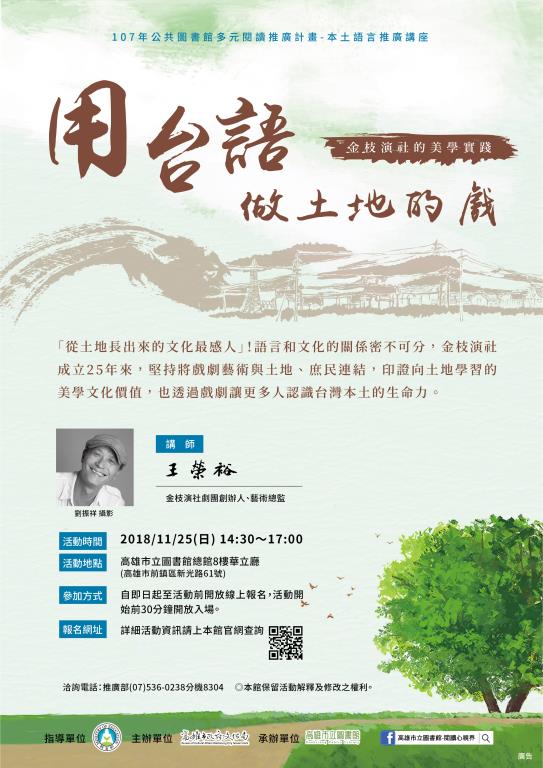 107年公共圖書館多元閱讀推廣計畫-本土語言推廣講座
用台語
金枝演社的美學實踐
做土地的戲
「從土地長出來的文化最感人」！語言和文化的關係密不可分，金枝演社
成立25年來，堅持將戲劇藝術與土地、庶民連結，印證向土地學習的
美學文化價值，也透過戲劇讓更多人認識台灣本土的生命力。
講師
王榮裕
金枝演社劇團創辦人、藝術總監
劉振祥 攝影
活動時間 2018/11/25(日) 14:30～17:00
活動地點 高雄市立圖書館總館8樓華立廳
(高雄市前鎮區新光路61號)
參加方式 自即日起至活動前開放線上報名，活動開
始前30分鐘開放入場。
報名網址 詳細活動資訊請上本館官網查詢
洽詢電話：推廣部(07)536-0238分機8304 ◎本館保留活動解釋及修改之權利。
指導單位 主辦單位 高雄市政府文化局 承辦單位 高雄市立圖書館 高雄市立圖書館-閱讀心視界
廣告